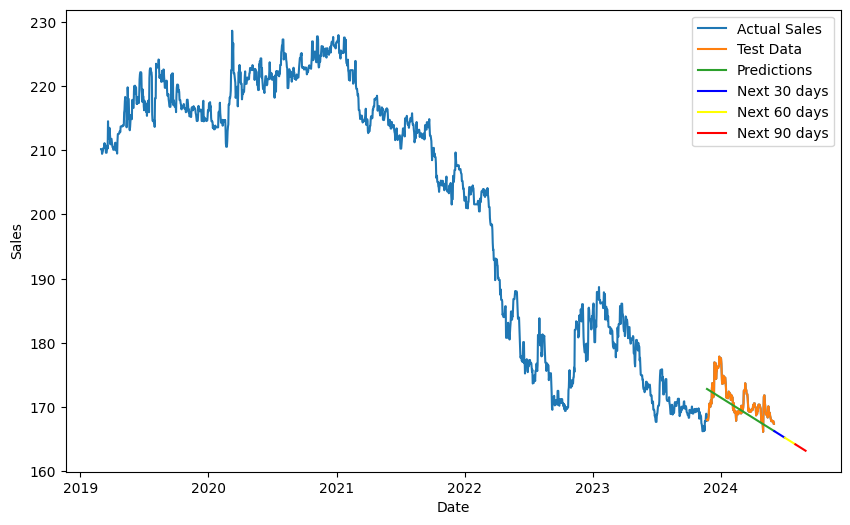 230
220
210
200
190
180
170
160
Sales
2019
2020
2021
2022
2023
2024
Date
Actual Sales
Test Data
Predictions
Next 30 days
Next 60 days
Next 90 days